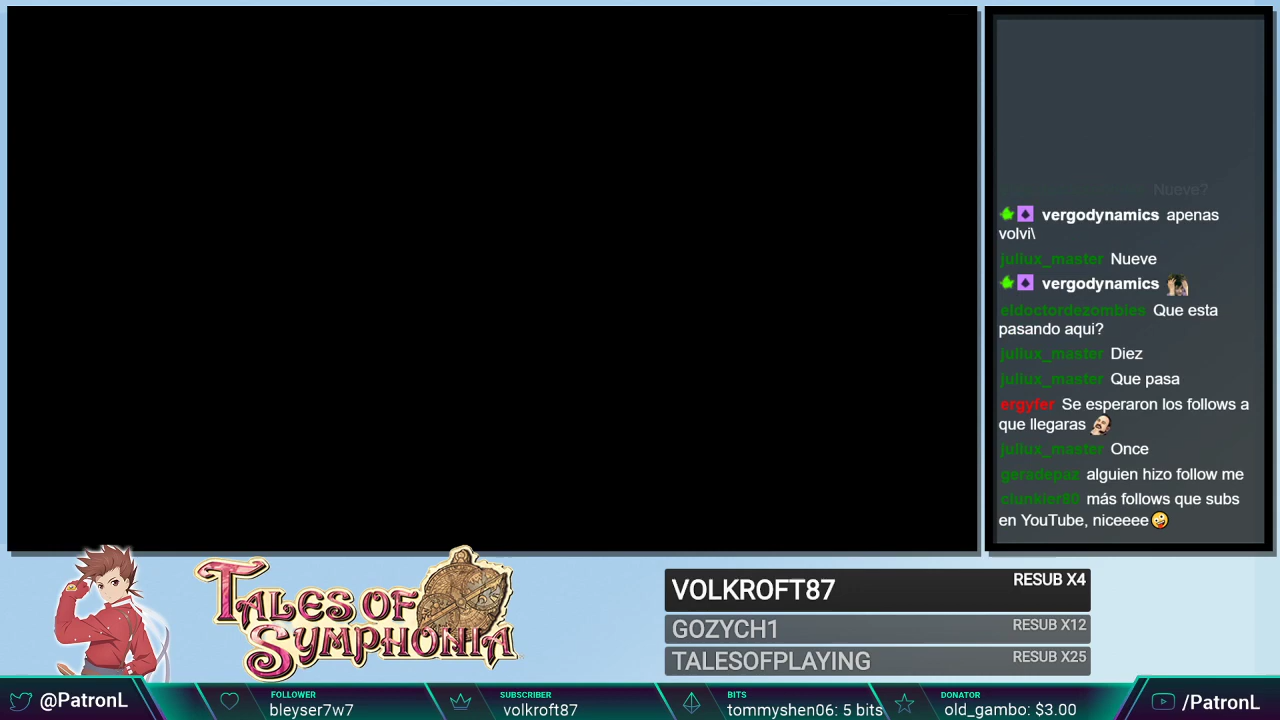 Nueve?
vergodynamics apenas
volvi\
juliux_master Nueve
vergodynamics
eldoctordezombies Que esta
pasando aqui?
juliux_master Diez
juliux_master Que pasa
ergyfer Se esperaron los follows a
que llegaras
juliux_master Once
geradepaz alguien hizo follow me
clunkier80 más follows que subs
en YouTube, niceeee
TALES OF
SYMPHONIA
VOLKROFT87 RESUB X4
GOZYCH1 RESUB X12
TALESOFPLAYING RESUB X25
@PatronL
FOLLOWER
bleyser7w7
SUBSCRIBER
volkroft87
BITS
tommyshen06: 5 bits
DONATOR
old_gambo: $3.00
/PatronL